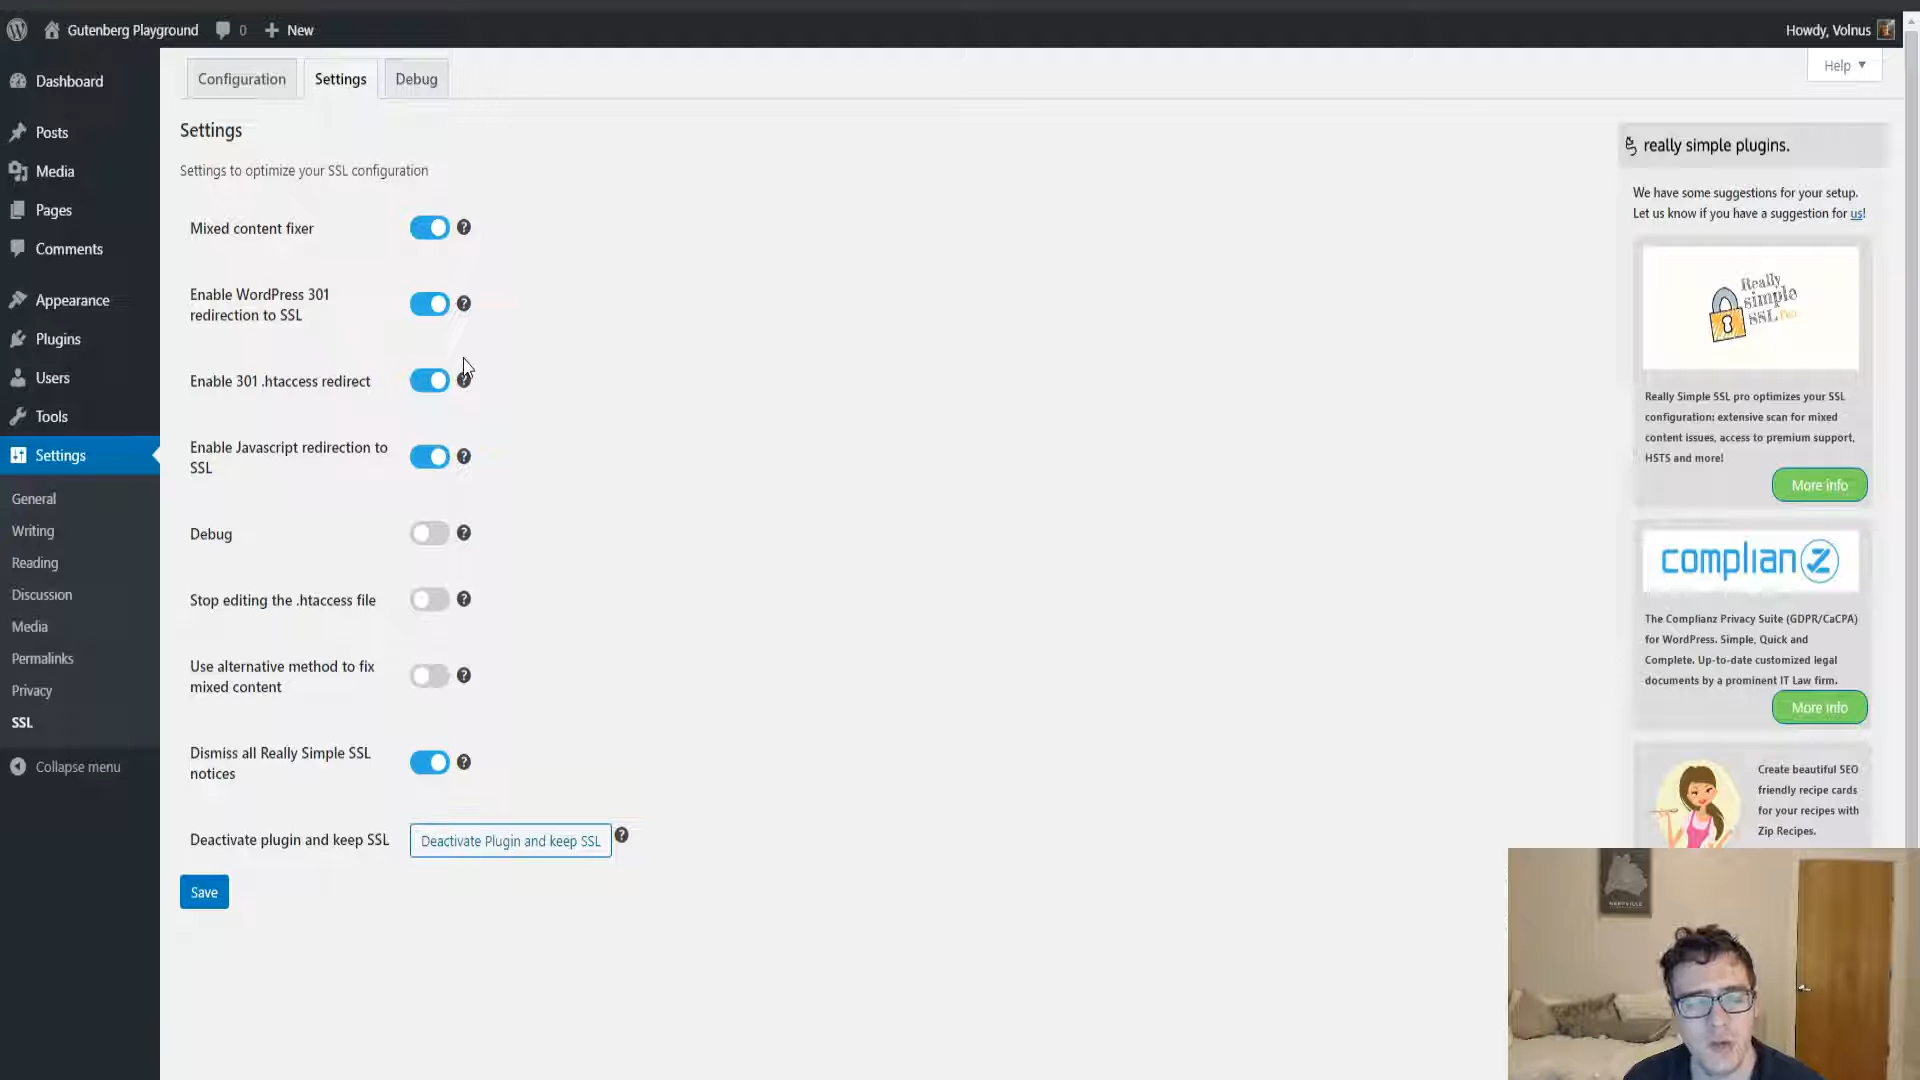 Gutenberg Playground
0
New
Howdy, Volnus
Dashboard
Posts
Media
Pages
Comments
Appearance
Plugins
Users
Tools
Settings
General
Writing
Reading
Discussion
Media
Permalinks
Privacy
SSL
Collapse menu
Configuration
Settings
Debug
Help ▼
Settings
Settings to optimize your SSL configuration
Mixed content fixer
?
Enable WordPress 301
redirection to SSL
?
Enable 301 .htaccess redirect
?
Enable Javascript redirection to
SSL
?
Debug
?
Stop editing the .htaccess file
?
Use alternative method to fix
mixed content
?
Dismiss all Really Simple SSL
notices
?
Deactivate plugin and keep SSL
Deactivate Plugin and keep SSL
?
Save
really simple plugins.
We have some suggestions for your setup.
Let us know if you have a suggestion for us!
Really
simple
SSL Pro
Really Simple SSL pro optimizes your SSL
configuration: extensive scan for mixed
content issues, access to premium support,
HSTS and more!
More info
complianz
The Complianz Privacy Suite (GDPR/CaCPA)
for WordPress. Simple, Quick and
Complete. Up-to-date customized legal
documents by a prominent IT Law firm.
More info
Create beautiful SEO
friendly recipe cards
for your recipes with
Zip Recipes.